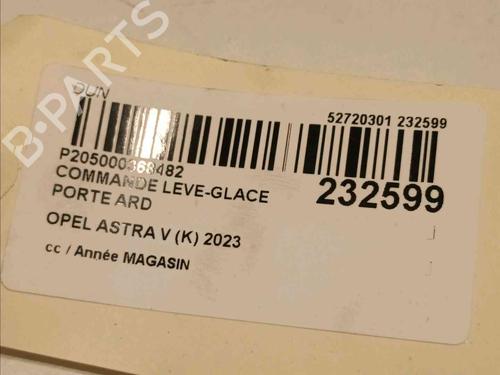 DUN
52720301 232599
P205000368482
COMMANDE LEVE-GLACE
PORTE ARD
232599
OPEL ASTRA V (K) 2023
cc / Année MAGASIN
B-PARTS